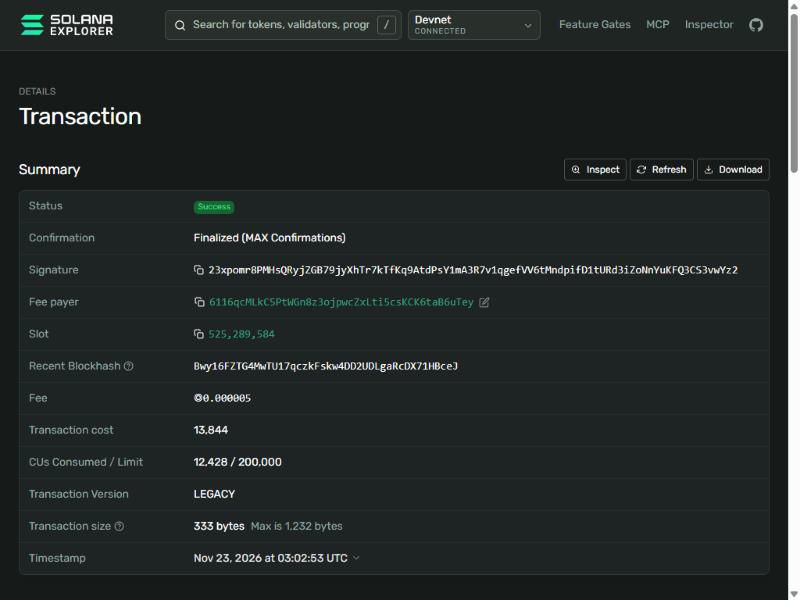 SOLANA EXPLORER
Search for tokens, validators, progr /
Devnet
CONNECTED
Feature Gates MCP Inspector
DETAILS
Transaction
Summary
Inspect Refresh Download
Status Success
Confirmation Finalized (MAX Confirmations)
Signature 23xpomr8PMHsQRyjZGB79jyXhTr7kTfKq9AtdPsY1mA3R7v1qgefVV6tMndpifD1tURd3iZoNnYuKFQ3CS3vwYz2
Fee payer 6116qcMLkC5PtWGn8z3ojpwcZxLti5csKCK6taB6uTey
Slot 525,289,584
Recent Blockhash Bwy16FZTG4MwTU17qczkFskw4DD2UDLgaRcDX71HBceJ
Fee ◎0.000005
Transaction cost 13,844
CUs Consumed / Limit 12,428 / 200,000
Transaction Version LEGACY
Transaction size 333 bytes Max is 1,232 bytes
Timestamp Nov 23, 2026 at 03:02:53 UTC